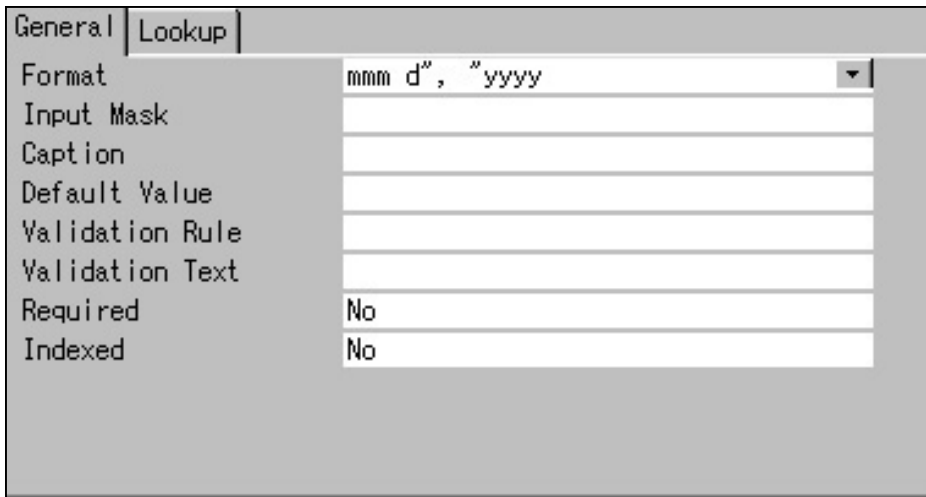 General Lookup
Format mmm d", "yyyy
Input Mask
Caption
Default Value
Validation Rule
Validation Text
Required No
Indexed No